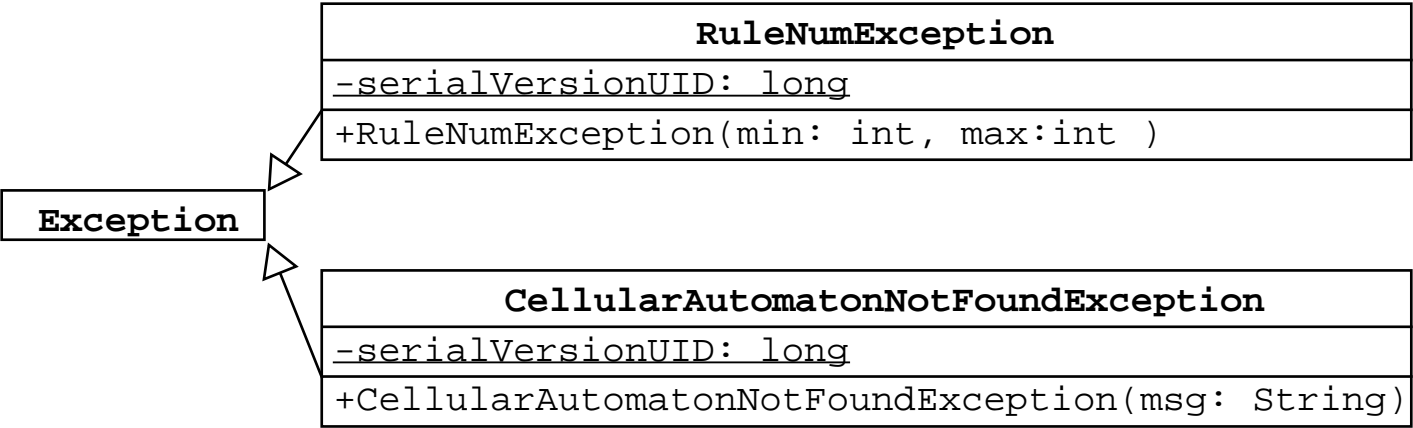 RuleNumException
-serialVersionUID: long
+RuleNumException(min: int, max:int )
Exception
CellularAutomatonNotFoundException
-serialVersionUID: long
+CellularAutomatonNotFoundException(msg: String)